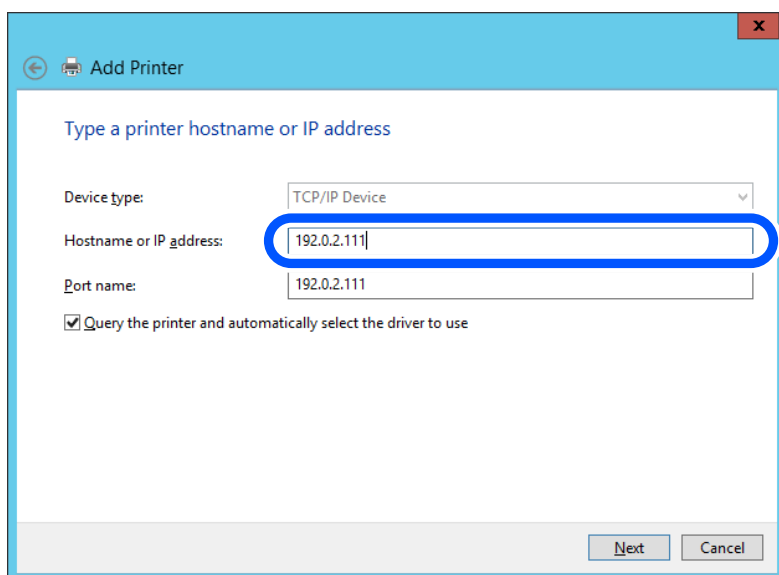 x
Add Printer
Type a printer hostname or IP address
Device type: TCP/IP Device
Hostname or IP address: 192.0.2.111
Port name: 192.0.2.111
Query the printer and automatically select the driver to use
Next Cancel